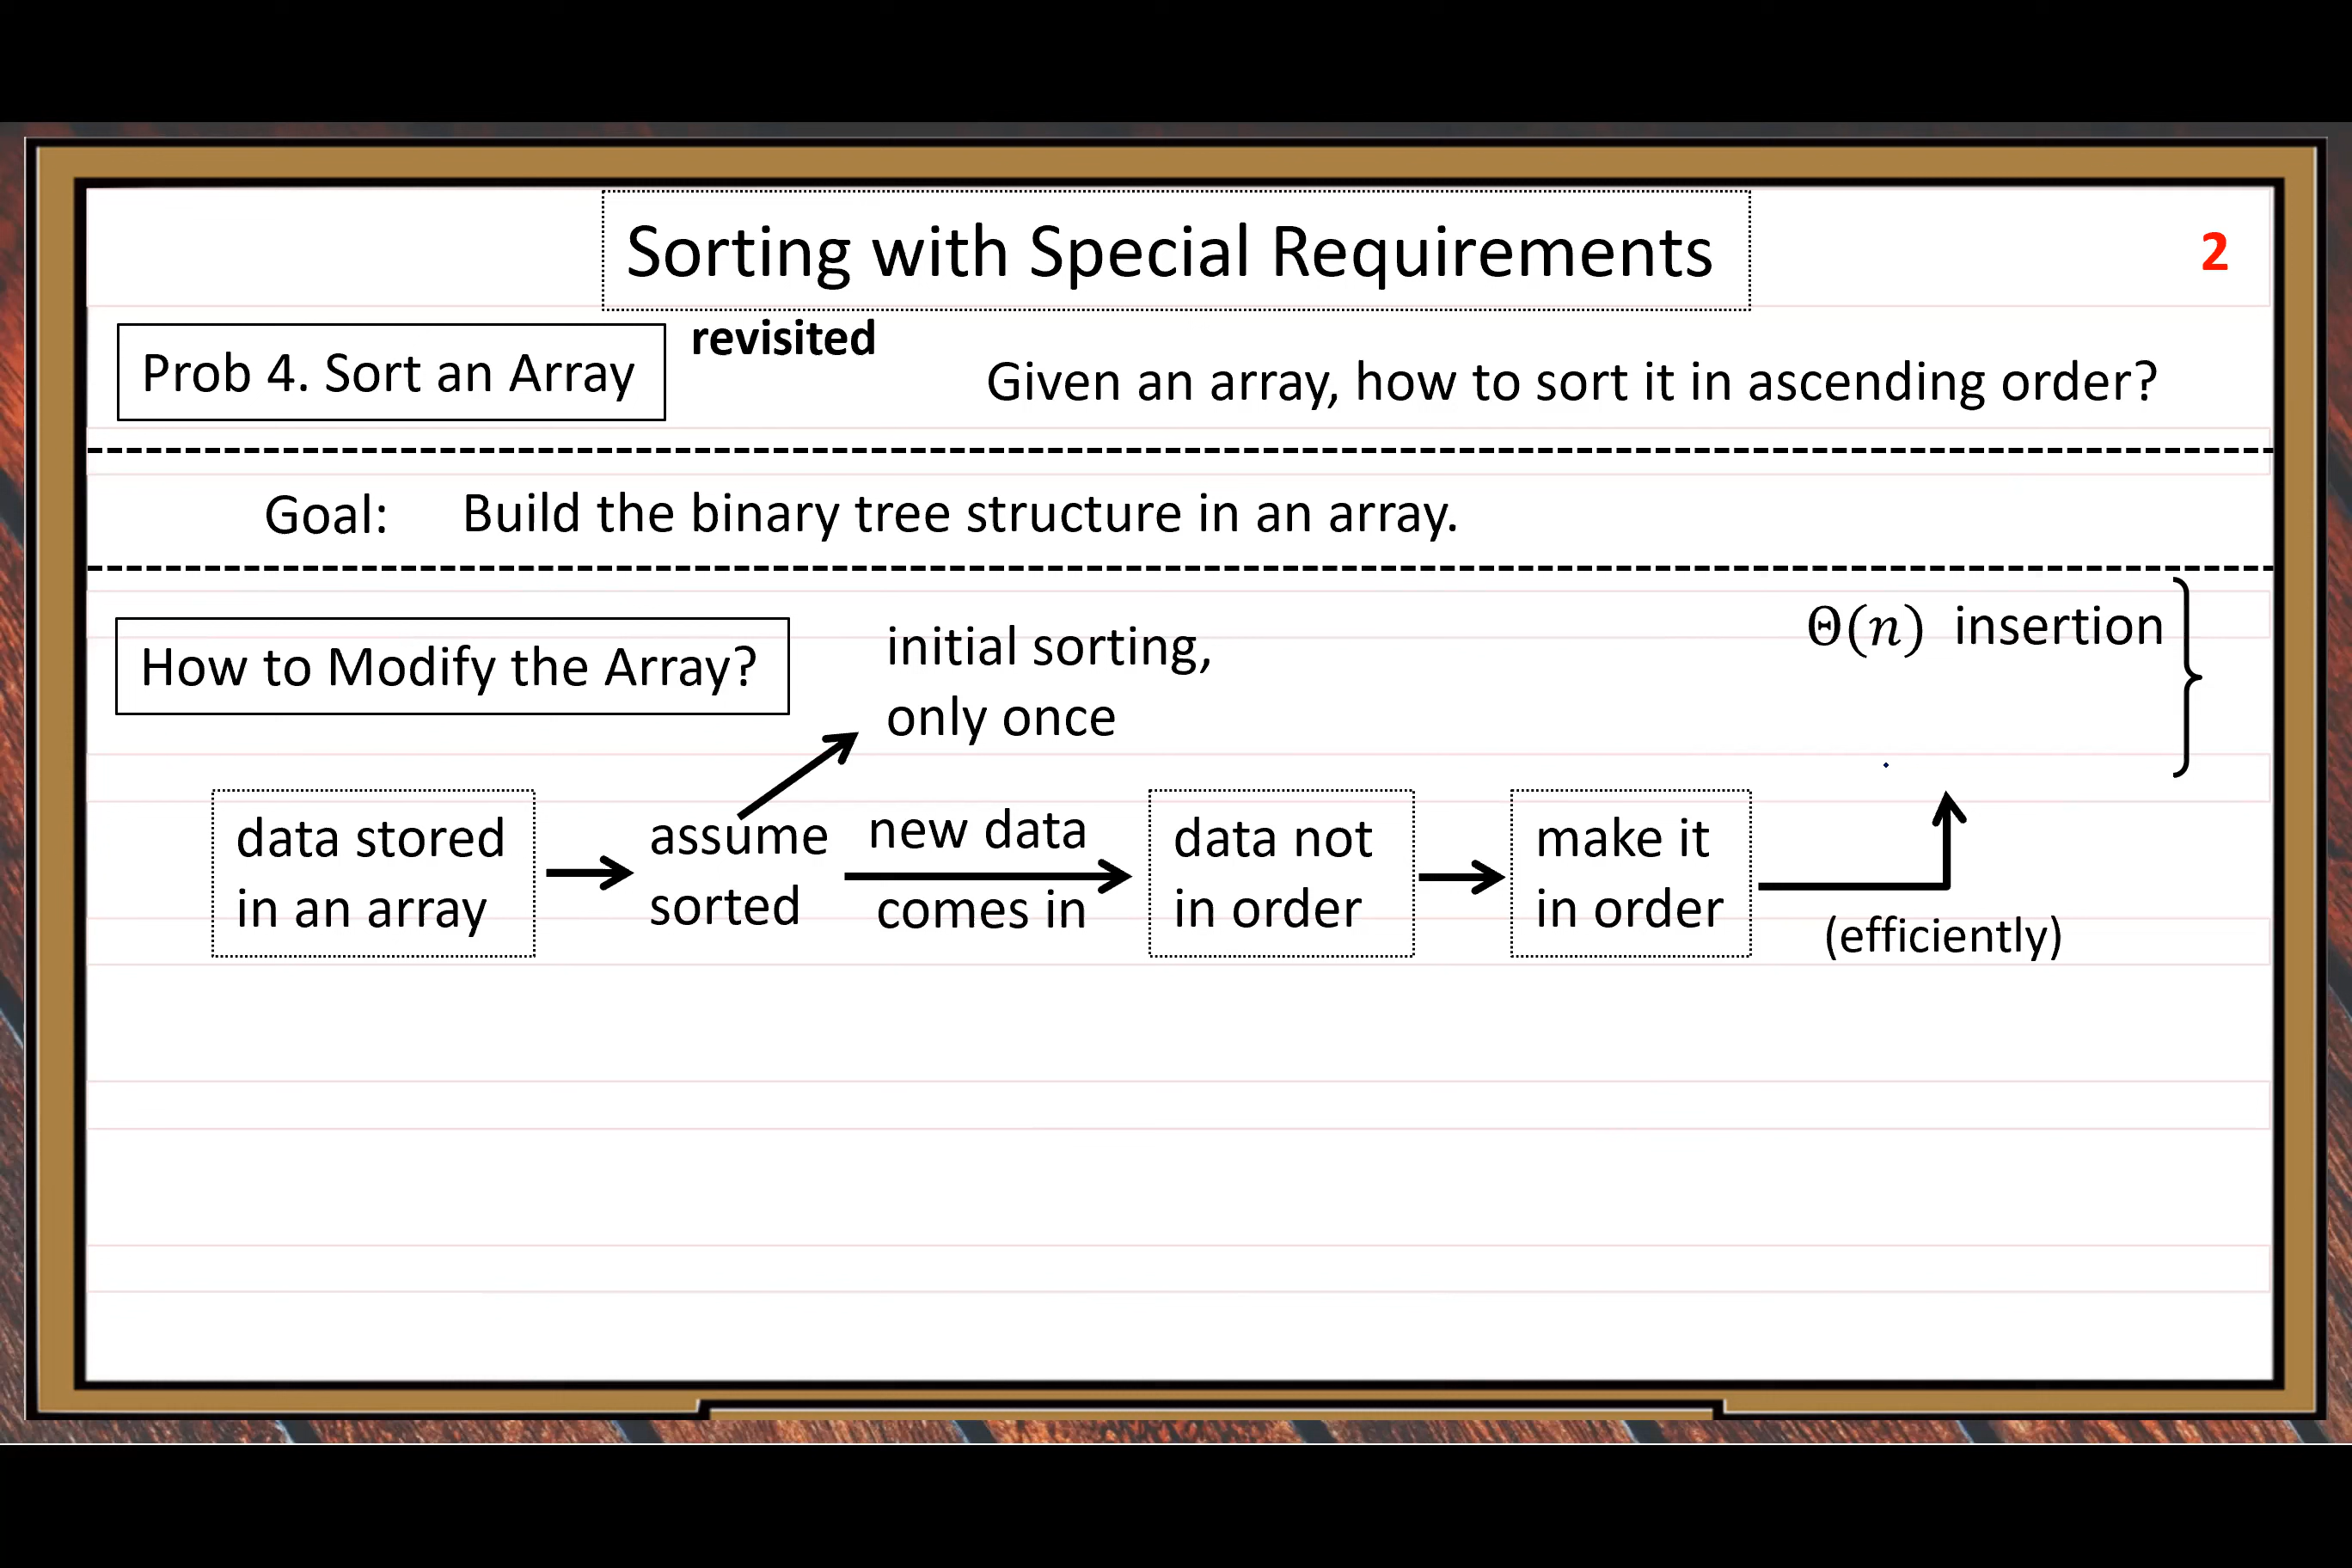 Sorting with Special Requirements
2
Prob 4. Sort an Array
revisited
Given an array, how to sort it in ascending order?
Goal: Build the binary tree structure in an array.
How to Modify the Array?
initial sorting,
only once
Θ(n) insertion
data stored
in an array
assume
sorted
new data
comes in
data not
in order
make it
in order
(efficiently)